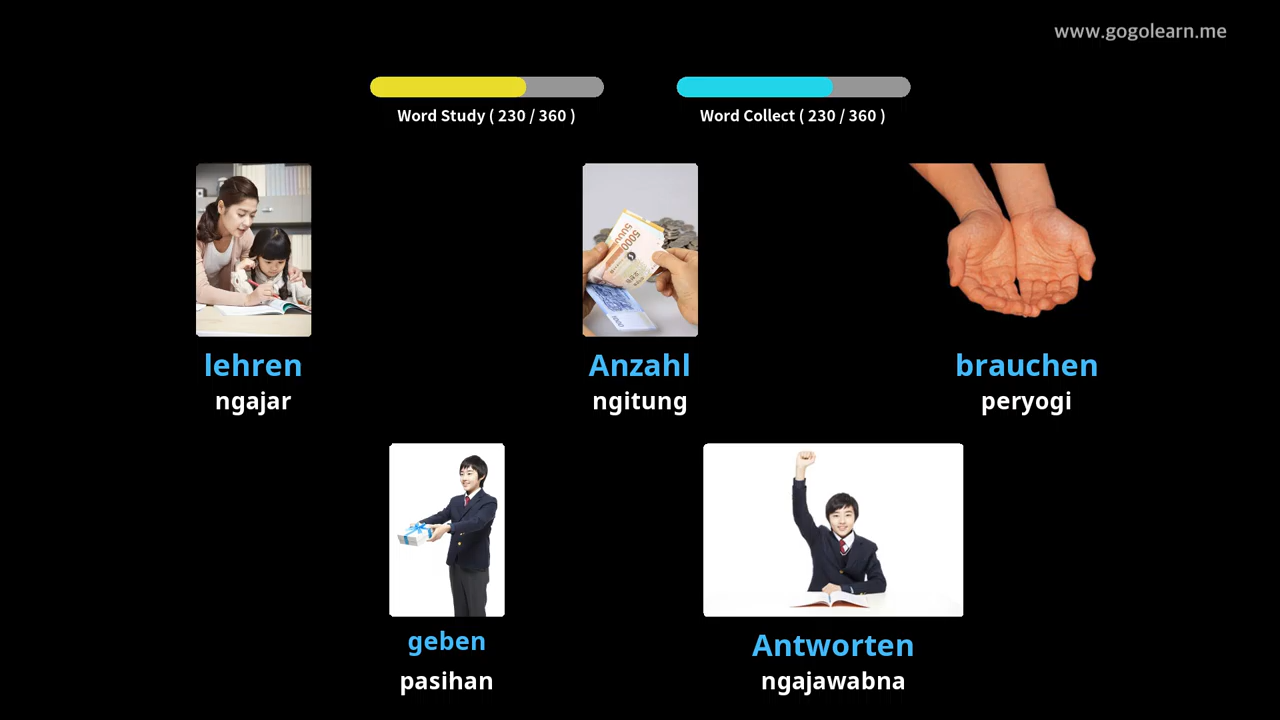 www.gogolearn.me
Word Study ( 230 / 360 )
Word Collect ( 230 / 360 )
lehren
ngajar
Anzahl
ngitung
brauchen
peryogi
geben
pasihan
Antworten
ngajawabna